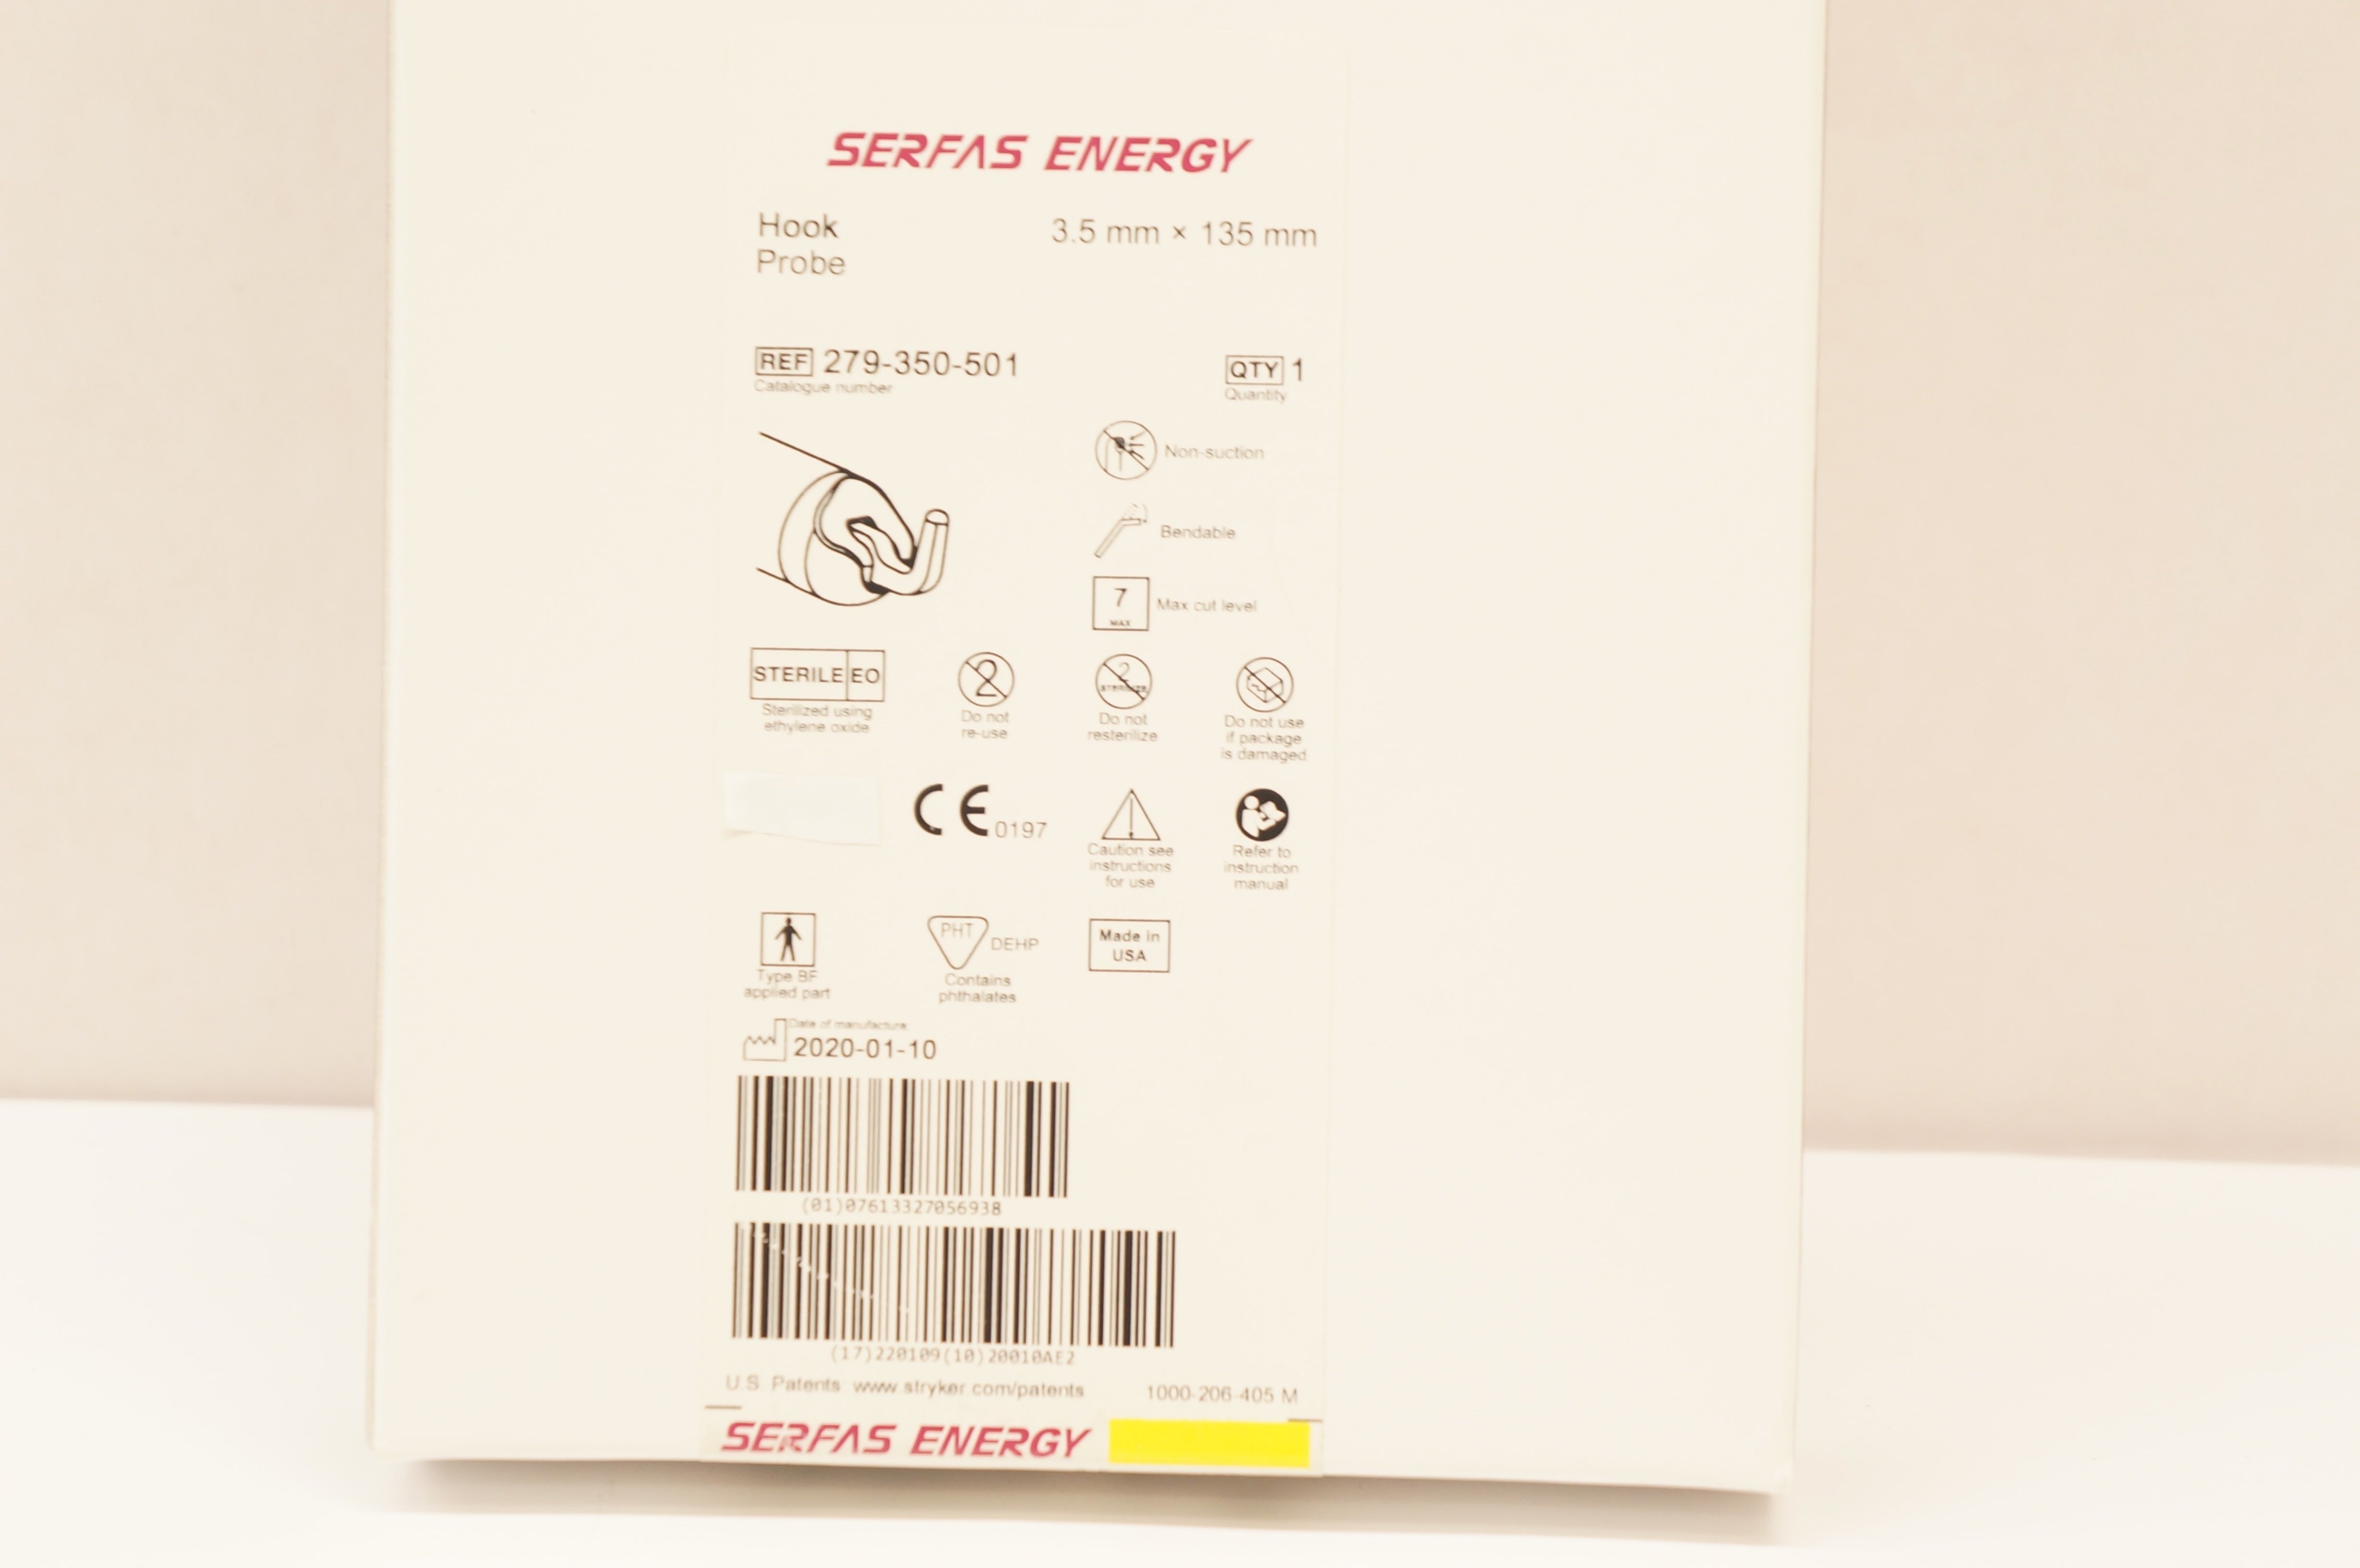 SERFAS ENERGY
Hook
Probe
3.5 mm × 135 mm
REF 279-350-501
Catalogue number
QTY 1
Quantity
Non-suction
Bendable
7
MAX
Max cut level
STERILE EO
Sterilized using
ethylene oxide
2
Do not
re-use
2
STERILIZE
Do not
resterilize
Do not use
if package
is damaged
CE 0197
Caution see
instructions
for use
Refer to
instruction
manual
Type BF
applied part
PHT DEHP
Contains
phthalates
Made in
USA
Date of manufacture
2020-01-10
(01)07613327056938
(17)220109(10)20010AE2
U.S. Patents: www.stryker.com/patents
1000-206-405 M
SERFAS ENERGY